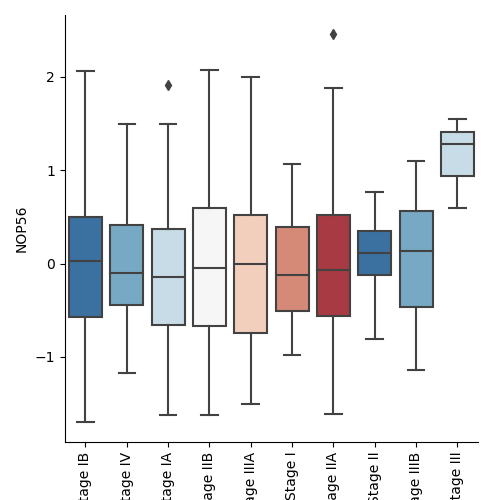 NOP56
2
1
0
−1
tage IB
tage IV
tage IA
age IIB
age IIIA
Stage I
age IIA
Stage II
age IIIB
tage III